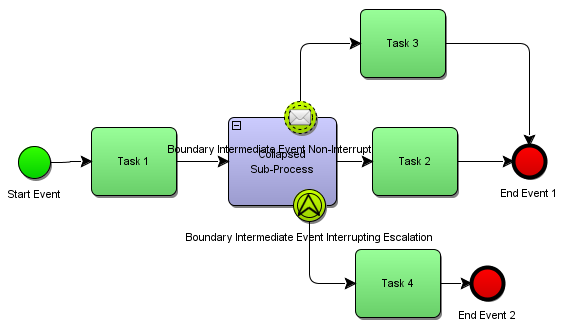 Task 3
Boundary Intermediate Event Non-Interrupt
Task 1
Collapsed
Sub-Process
Task 2
Start Event
End Event 1
Boundary Intermediate Event Interrupting Escalation
Task 4
End Event 2